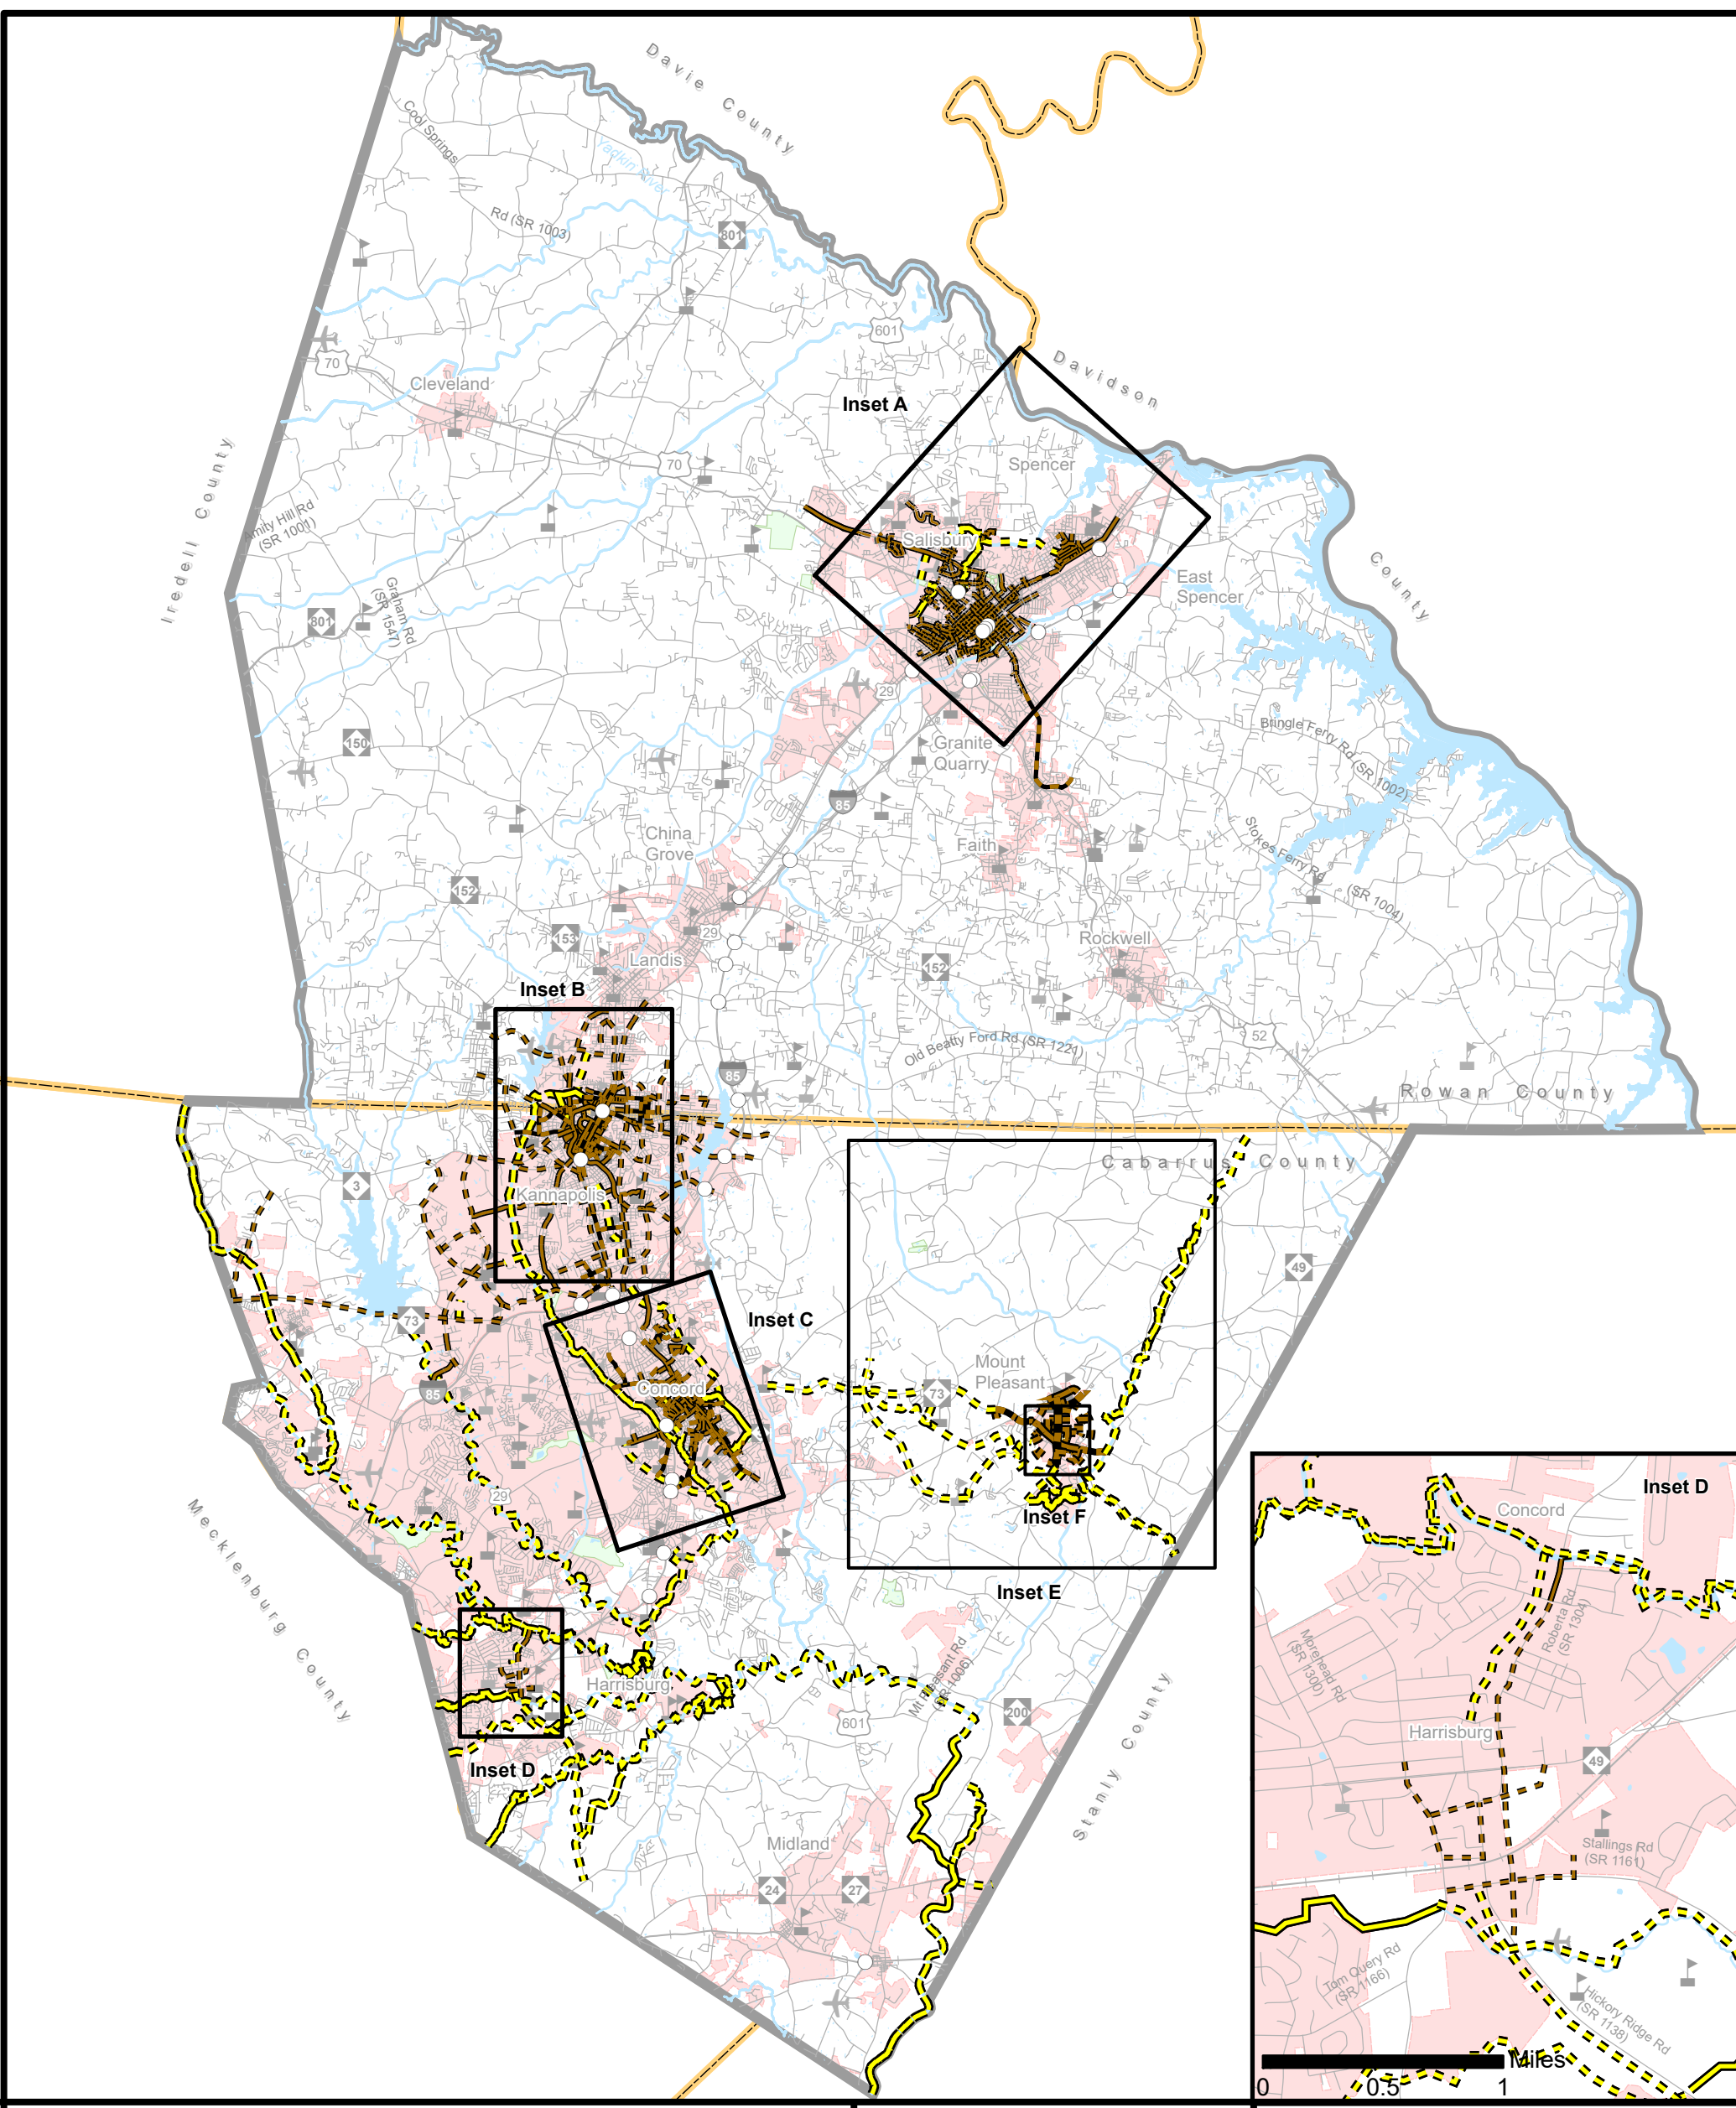 Davie County
Cool Springs
Yadkin River
Rd (SR 1003)
801
601
70
Cleveland
Davidson
County
Inset A
Iredell County
70
Spencer
Amity Hill Rd
(SR 1001)
Salisbury
East
Spencer
Graham Rd
(SR 1547)
801
29
Bringle Ferry Rd (SR 1002)
150
Granite
Quarry
85
Stokes Ferry Rd
(SR 1004)
China
Grove
Faith
152
153
29
Rockwell
Landis
152
Inset B
Old Beatty Ford Rd (SR 1221)
52
85
Rowan County
Cabarrus County
3
Kannapolis
49
73
Inset C
Mount
Pleasant
85
Concord
73
29
Inset F
Inset E
Mecklenburg County
Harrisburg
Mt Pleasant Rd
(SR 1006)
601
200
Stanly County
Inset D
Midland
24
27
Inset D
Concord
Roberta Rd
(SR 1304)
Morehead Rd
(SR 1300)
Harrisburg
49
Stallings Rd
(SR 1161)
Tom Query Rd
(SR 1166)
Hickory Ridge Rd
(SR 1138)
Miles
0 0.5 1